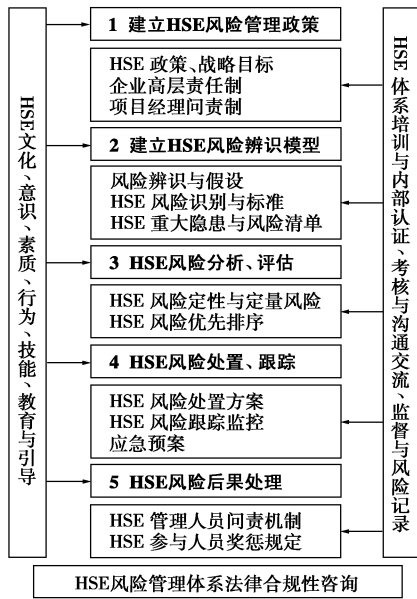 HSE文化、意识、素质、行为、技能、教育与引导
1 建立HSE风险管理政策
HSE 政策、战略目标
企业高层责任制
项目经理问责制
2 建立HSE风险辨识模型
风险辨识与假设
HSE 风险识别与标准
HSE 重大隐患与风险清单
3 HSE风险分析、评估
HSE 风险定性与定量风险
HSE 风险优先排序
4 HSE风险处置、跟踪
HSE 风险处置方案
HSE 风险跟踪监控
应急预案
5 HSE风险后果处理
HSE 管理人员问责机制
HSE 参与人员奖惩规定
HSE 体系培训与内部认证、考核与沟通交流、监督与风险记录
HSE风险管理体系法律合规性咨询